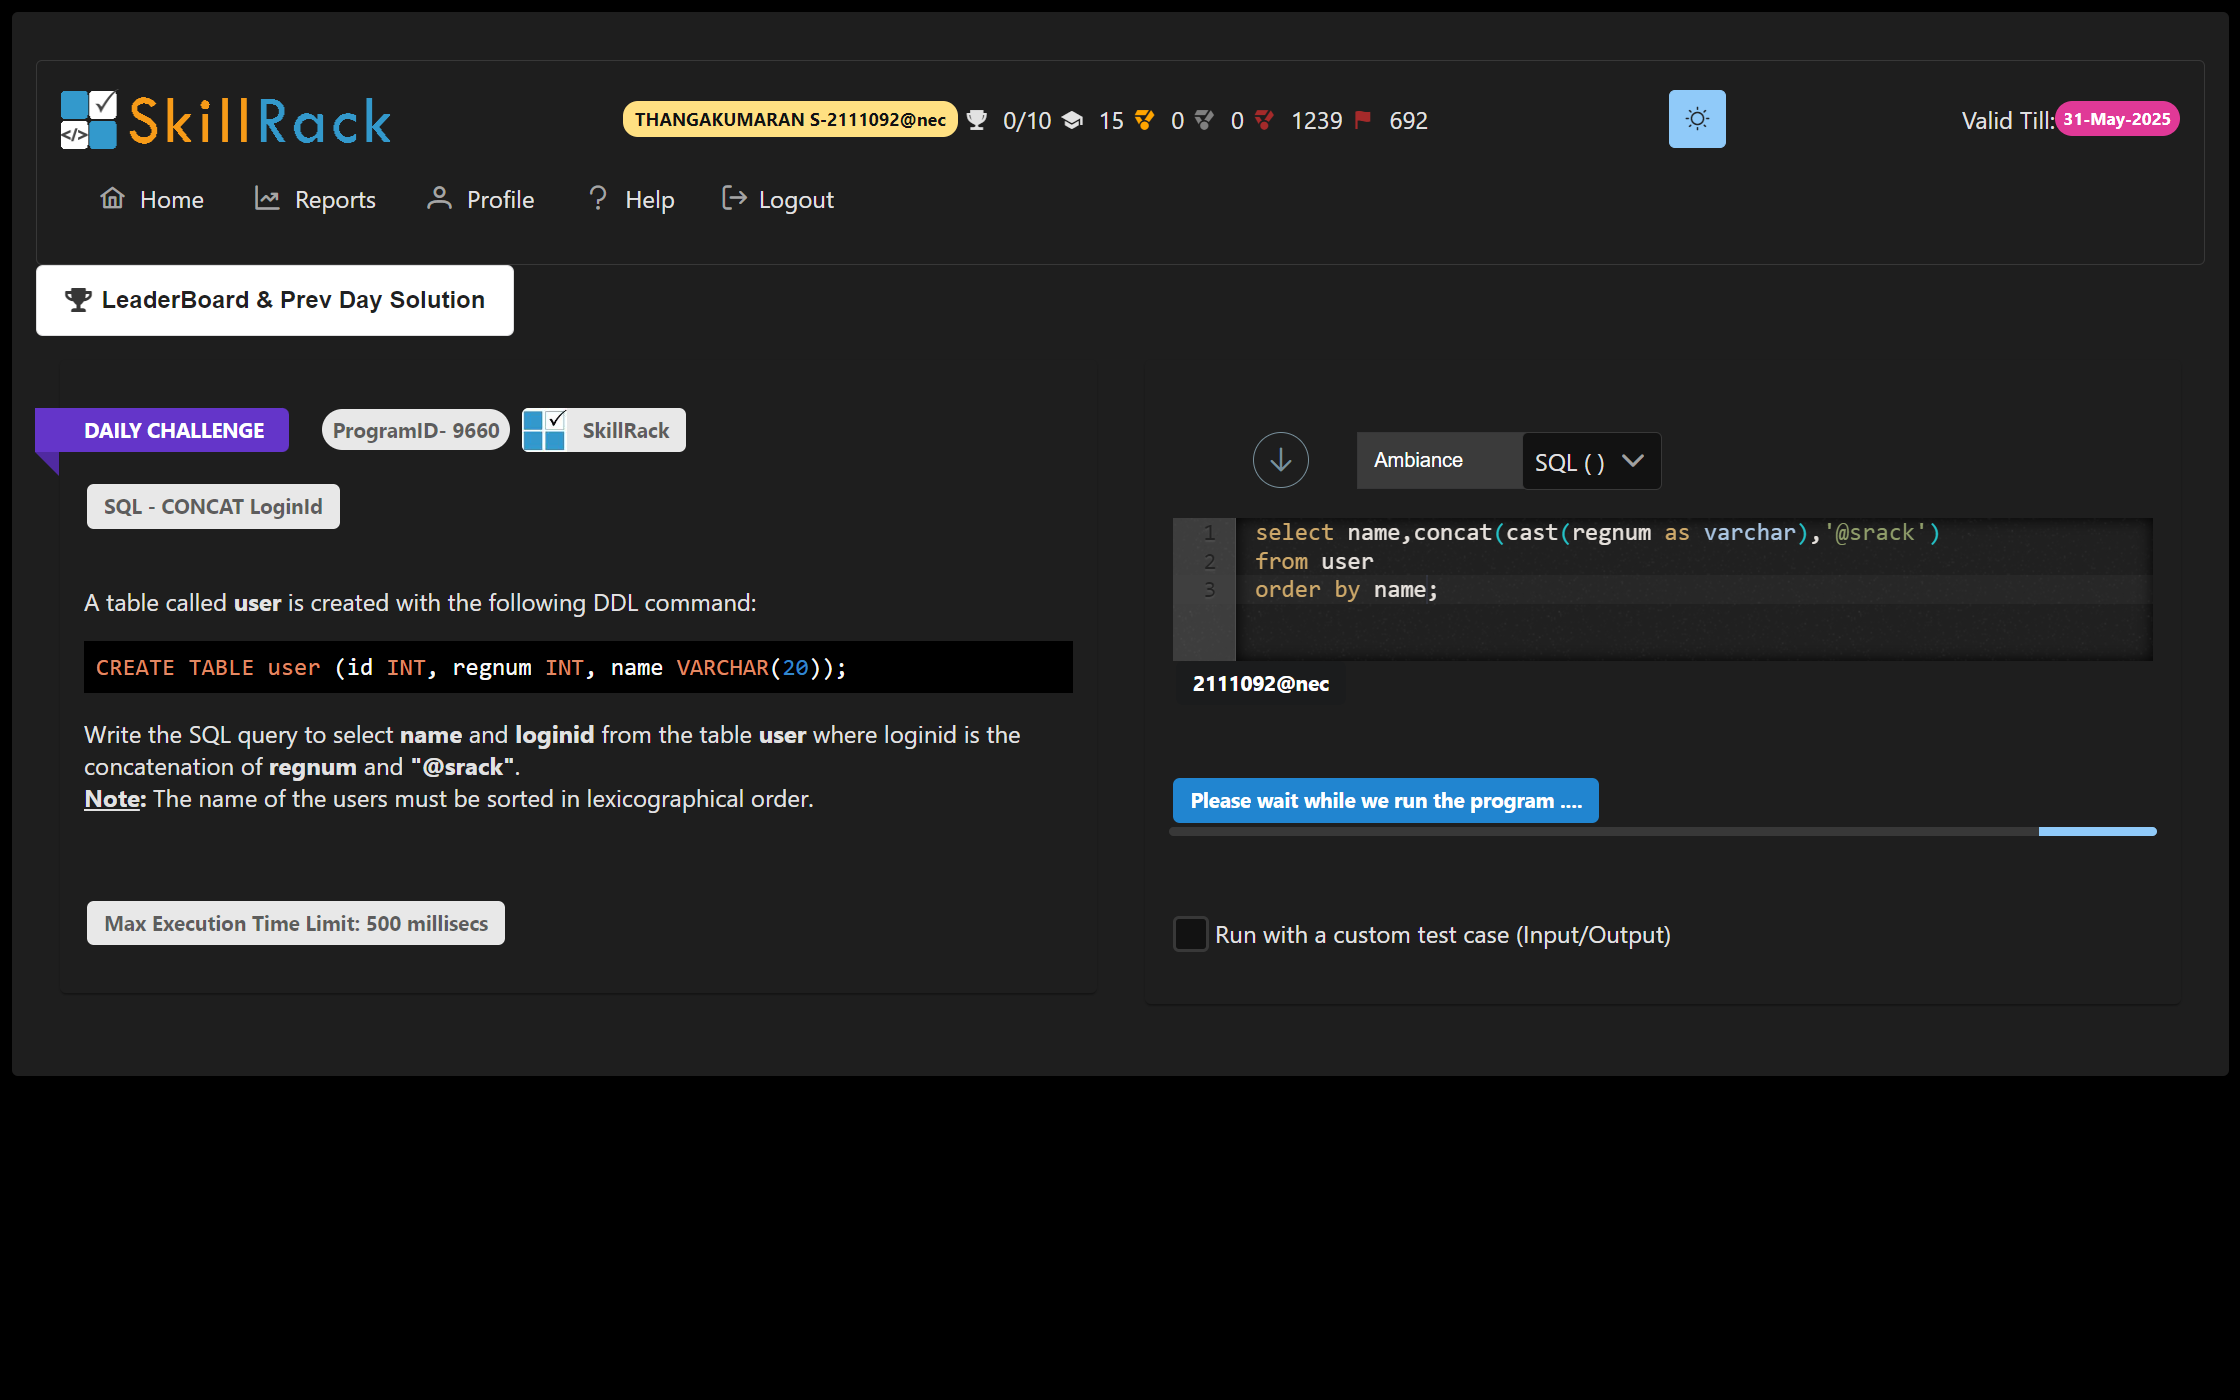 SkillRack
THANGAKUMARAN S-2111092@nec 0/10 15 0 0 1239 692
Valid Till: 31-May-2025
Home Reports Profile Help Logout
LeaderBoard & Prev Day Solution
DAILY CHALLENGE ProgramID- 9660 SkillRack
SQL - CONCAT LoginId
A table called user is created with the following DDL command:
CREATE TABLE user (id INT, regnum INT, name VARCHAR(20));
Write the SQL query to select name and loginid from the table user where loginid is the
concatenation of regnum and "@srack".
Note: The name of the users must be sorted in lexicographical order.
Max Execution Time Limit: 500 millisecs
Ambiance SQL ( )
1 select name,concat(cast(regnum as varchar),'@srack')
2 from user
3 order by name;
2111092@nec
Please wait while we run the program ....
Run with a custom test case (Input/Output)